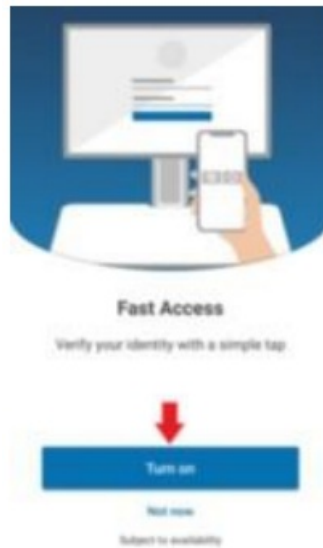 Fast Access
Verify your identity with a simple tap
Turn on
Not now
Subject to availability